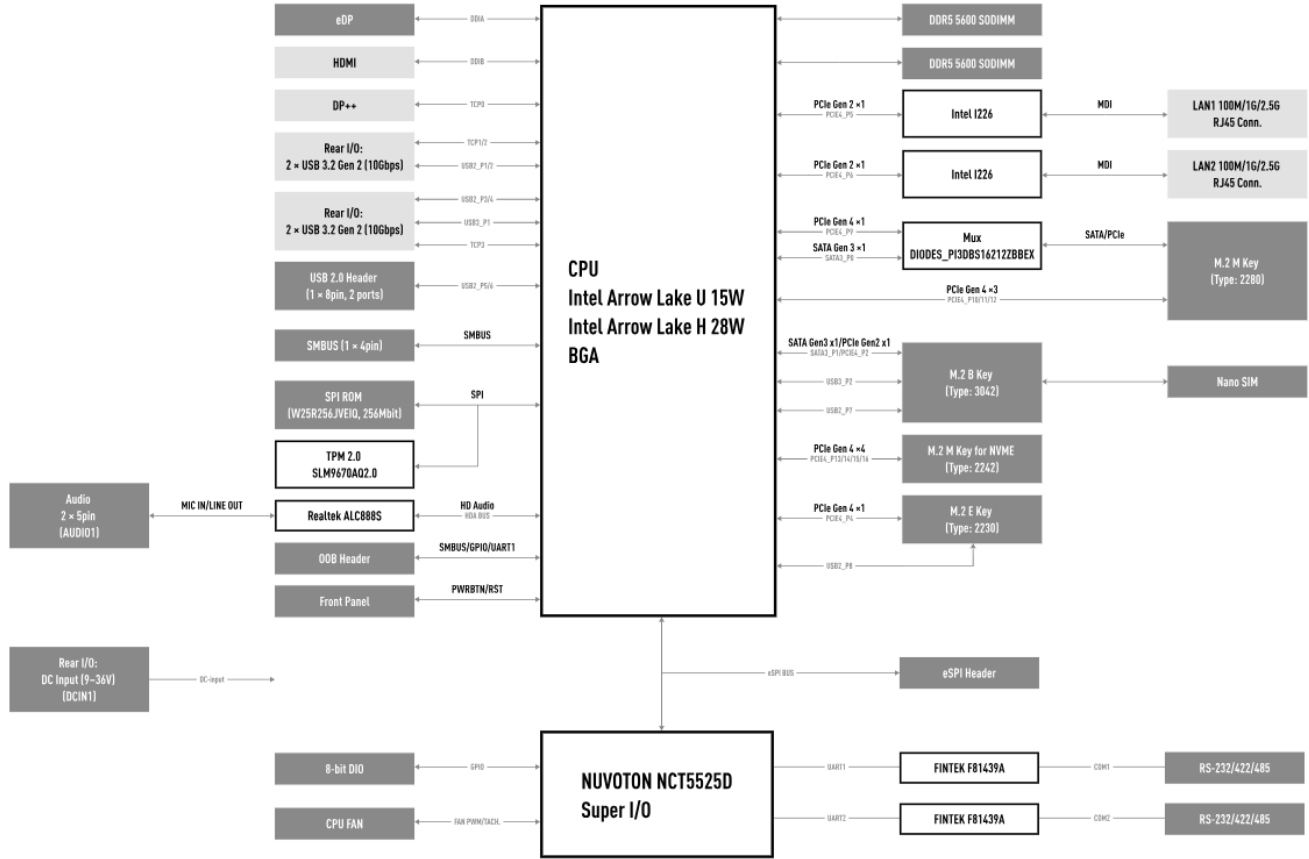 eDP
DDIA
HDMI
DDIB
DP++
TCP0
Rear I/O:
2 × USB 3.2 Gen 2 (10Gbps)
TCP1/2
USB2_P1/2
Rear I/O:
2 × USB 3.2 Gen 2 (10Gbps)
USB2_P3/4
USB3_P1
TCP3
USB 2.0 Header
(1 × 8pin, 2 ports)
USB2_P5/6
SMBUS (1 × 4pin)
SMBUS
SPI ROM
(W25R256JVEIQ, 256Mbit)
SPI
TPM 2.0
SLM9670AQ2.0
Audio
2 × 5pin
(AUDIO1)
MIC IN/LINE OUT
Realtek ALC888S
HD Audio
HDA BUS
OOB Header
SMBUS/GPIO/UART1
Front Panel
PWRBTN/RST
Rear I/O:
DC Input (9–36V)
(DCIN1)
DC-input
CPU
Intel Arrow Lake U 15W
Intel Arrow Lake H 28W
BGA
DDR5 5600 SODIMM
DDR5 5600 SODIMM
PCIe Gen 2 ×1
PCIE4_P5
Intel I226
MDI
LAN1 100M/1G/2.5G
RJ45 Conn.
PCIe Gen 2 ×1
PCIE4_P6
Intel I226
MDI
LAN2 100M/1G/2.5G
RJ45 Conn.
PCIe Gen 4 ×1
PCIE4_P9
SATA Gen 3 ×1
SATA3_P0
Mux
DIODES_PI3DBS16212ZBBEX
SATA/PCIe
M.2 M Key
(Type: 2280)
PCIe Gen 4 ×3
PCIE4_P10/11/12
SATA Gen3 x1/PCIe Gen2 x1
SATA3_P1/PCIE4_P2
USB3_P2
USB2_P7
M.2 B Key
(Type: 3042)
Nano SIM
PCIe Gen 4 ×4
PCIE4_P13/14/15/16
M.2 M Key for NVME
(Type: 2242)
PCIe Gen 4 ×1
PCIE4_P4
M.2 E Key
(Type: 2230)
USB2_P8
eSPI BUS
eSPI Header
8-bit DIO
GPIO
CPU FAN
FAN PWM/TACH.
NUVOTON NCT5525D
Super I/O
UART1
FINTEK F81439A
COM1
RS-232/422/485
UART2
FINTEK F81439A
COM2
RS-232/422/485